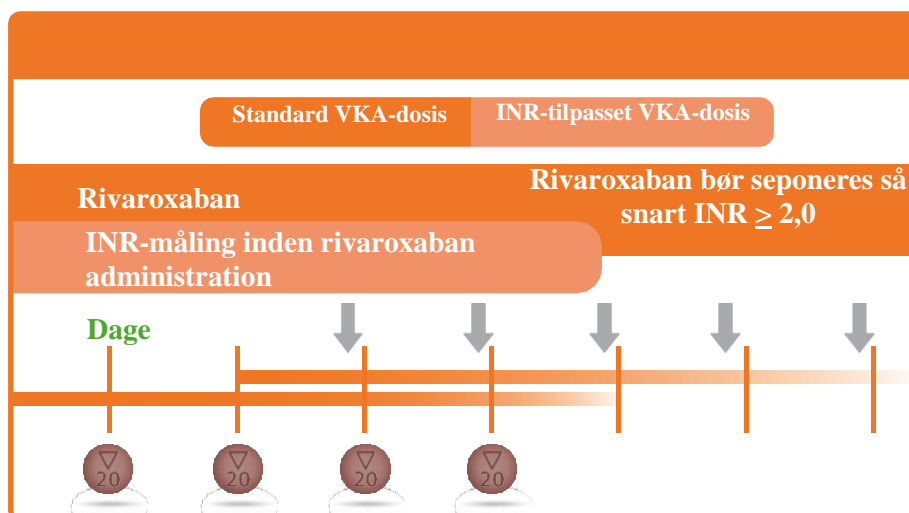 Standard VKA-dosis
INR-tilpasset VKA-dosis
Rivaroxaban bør seponeres så
snart INR ≥ 2,0
Rivaroxaban
INR-måling inden rivaroxaban
administration
Dage
20
20
20
20